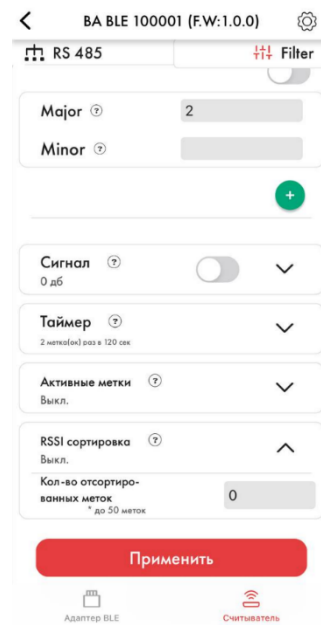 BA BLE 100001 (F.W:1.0.0)
RS 485
Filter
Major ?
2
Minor ?
+
Сигнал ?
0 дб
Таймер ?
2 метка(ок) раз в 120 сек
Активные метки ?
Выкл.
RSSI сортировка ?
Выкл.
Кол-во отсортиро-
ванных меток
0
* до 50 меток
Применить
Адаптер BLE
Считыватель